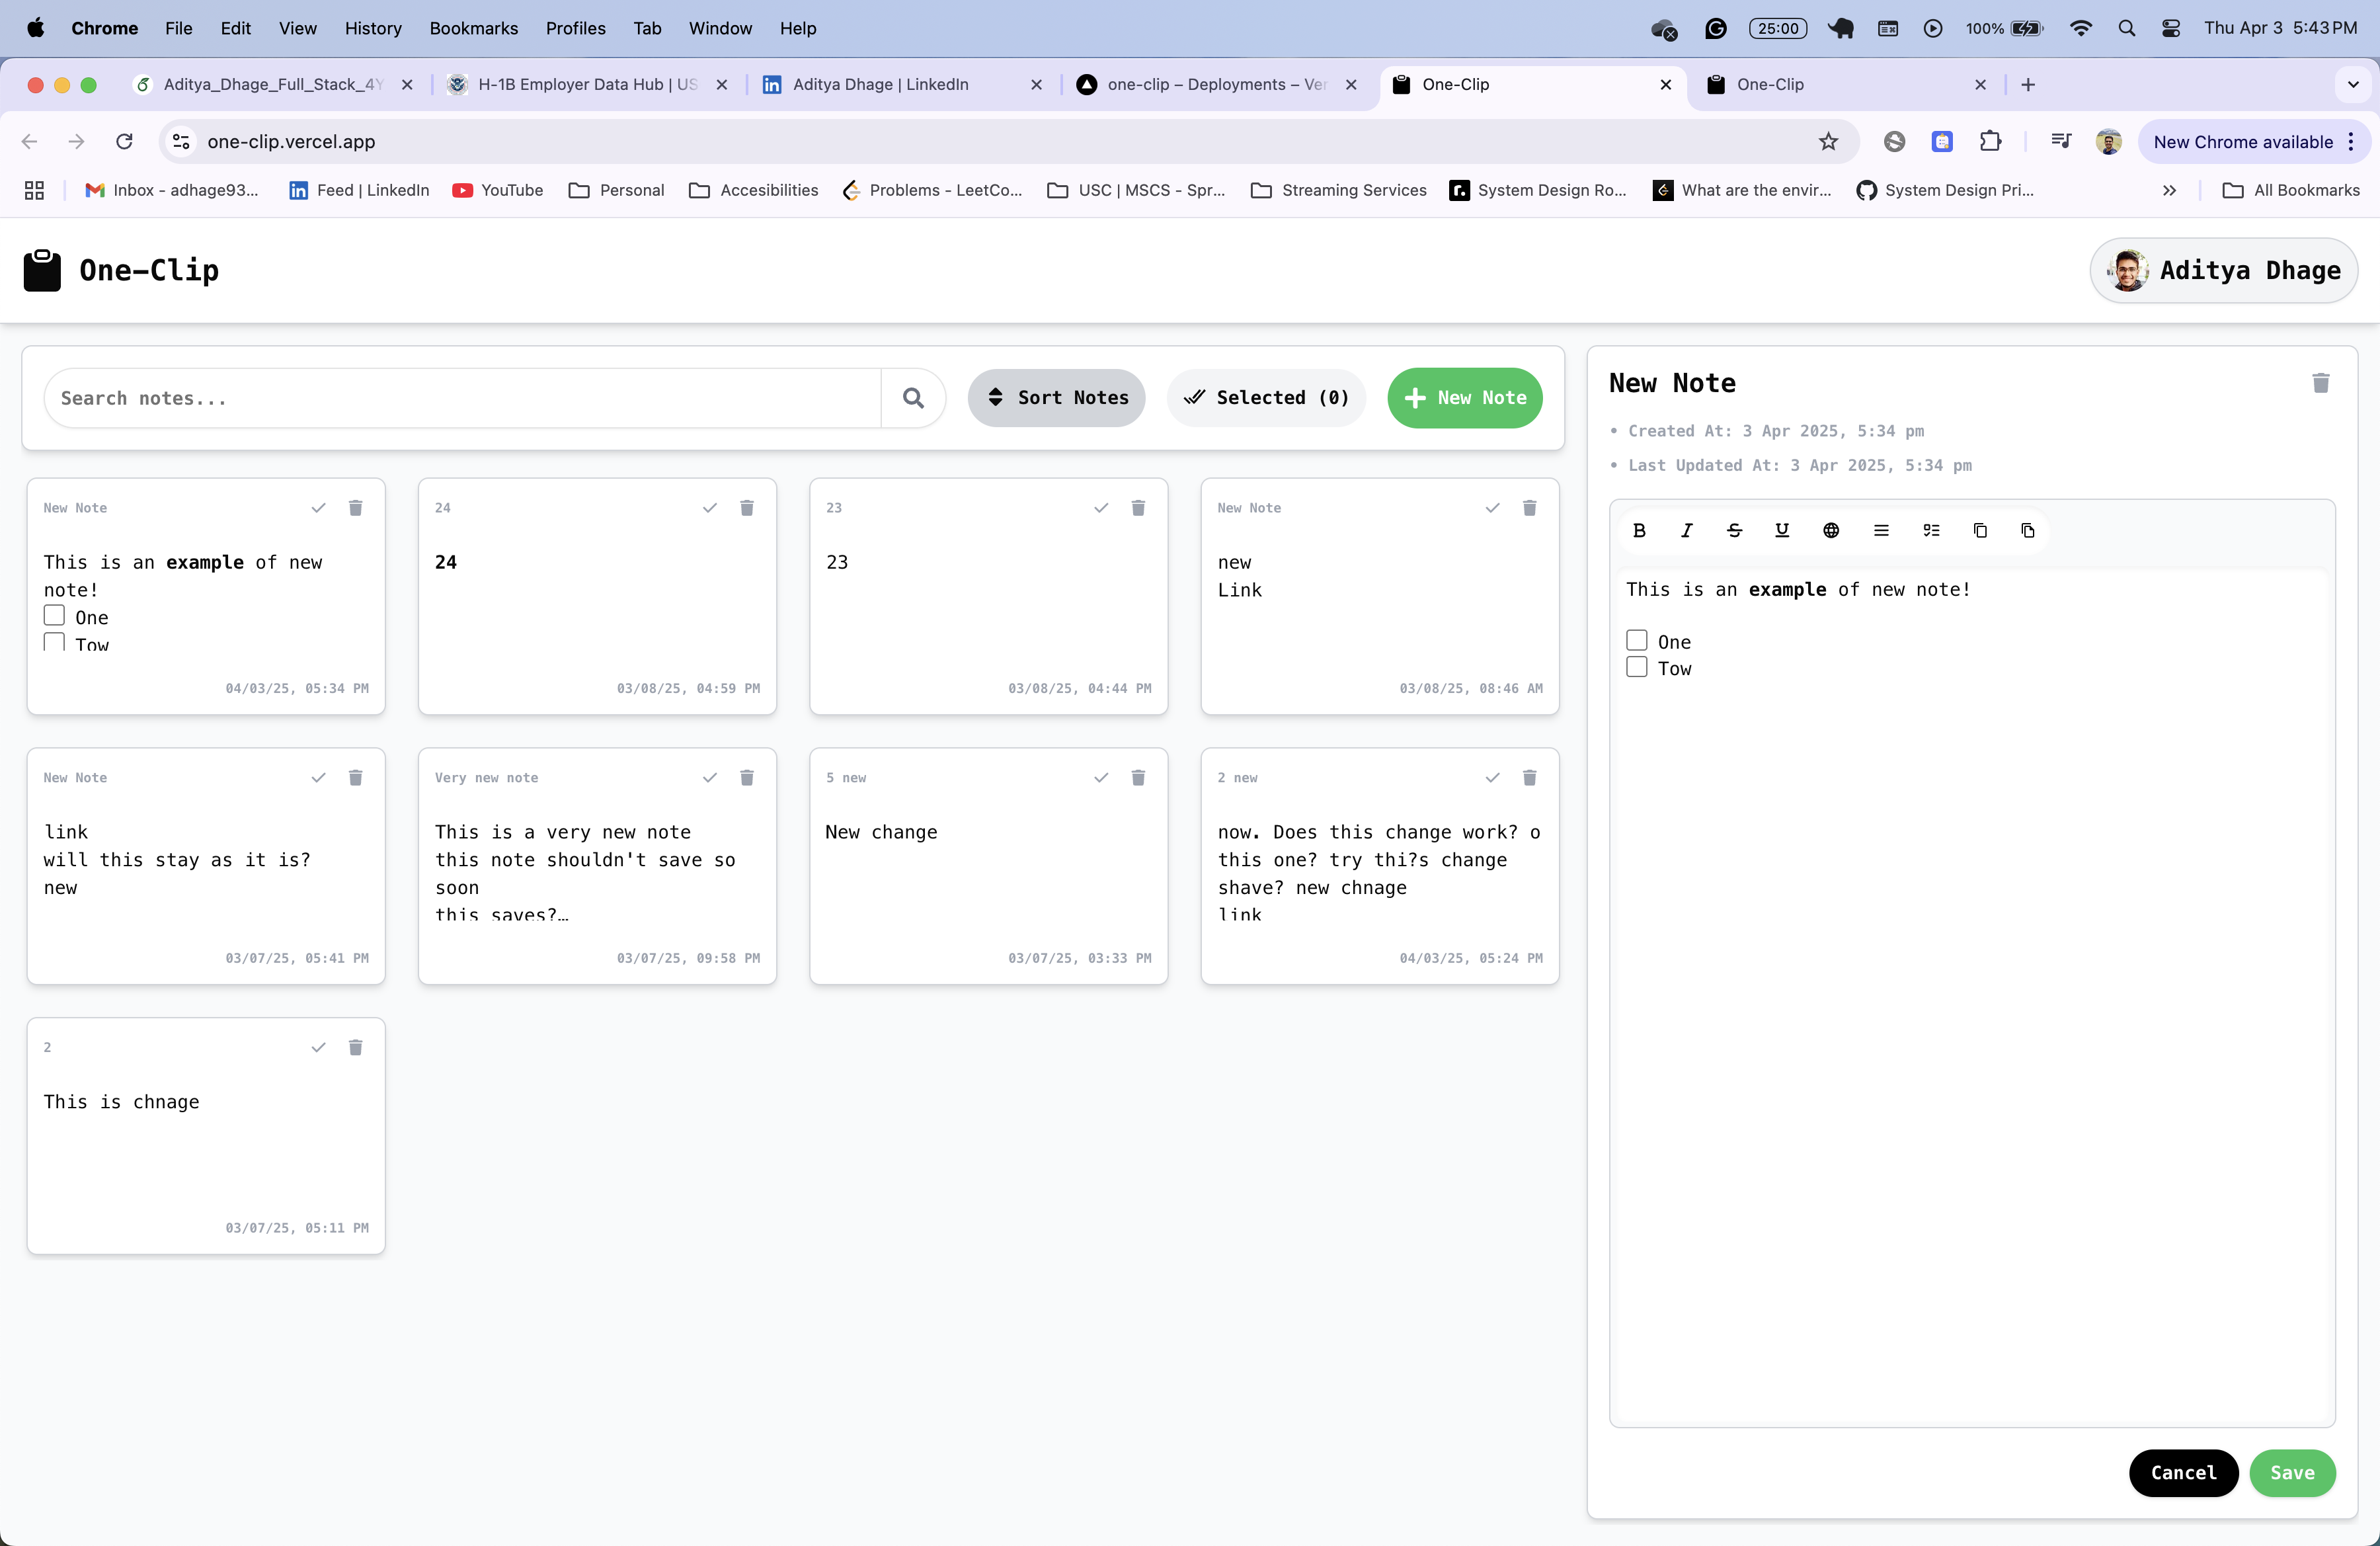 Chrome File Edit View History Bookmarks Profiles Tab Window Help 25:00 100% Thu Apr 3 5:43 PM
Aditya_Dhage_Full_Stack_4Y H-1B Employer Data Hub | US Aditya Dhage | LinkedIn one-clip – Deployments – Ver One-Clip One-Clip
one-clip.vercel.app New Chrome available
Inbox - adhage93... Feed | LinkedIn YouTube Personal Accesibilities Problems - LeetCo... USC | MSCS - Spr... Streaming Services System Design Ro... What are the envir... System Design Pri... All Bookmarks
One-Clip
Aditya Dhage
Search notes...
Sort Notes
Selected (0)
New Note
New Note
This is an example of new
note!
One
Tow
04/03/25, 05:34 PM
24
24
03/08/25, 04:59 PM
23
23
03/08/25, 04:44 PM
New Note
new
Link
03/08/25, 08:46 AM
New Note
link
will this stay as it is?
new
03/07/25, 05:41 PM
Very new note
This is a very new note
this note shouldn't save so
soon
this saves?…
03/07/25, 09:58 PM
5 new
New change
03/07/25, 03:33 PM
2 new
now. Does this change work? o
this one? try thi?s change
shave? new chnage
link
04/03/25, 05:24 PM
2
This is chnage
03/07/25, 05:11 PM
New Note
• Created At: 3 Apr 2025, 5:34 pm
• Last Updated At: 3 Apr 2025, 5:34 pm
B I S U
This is an example of new note!
One
Tow
Cancel
Save